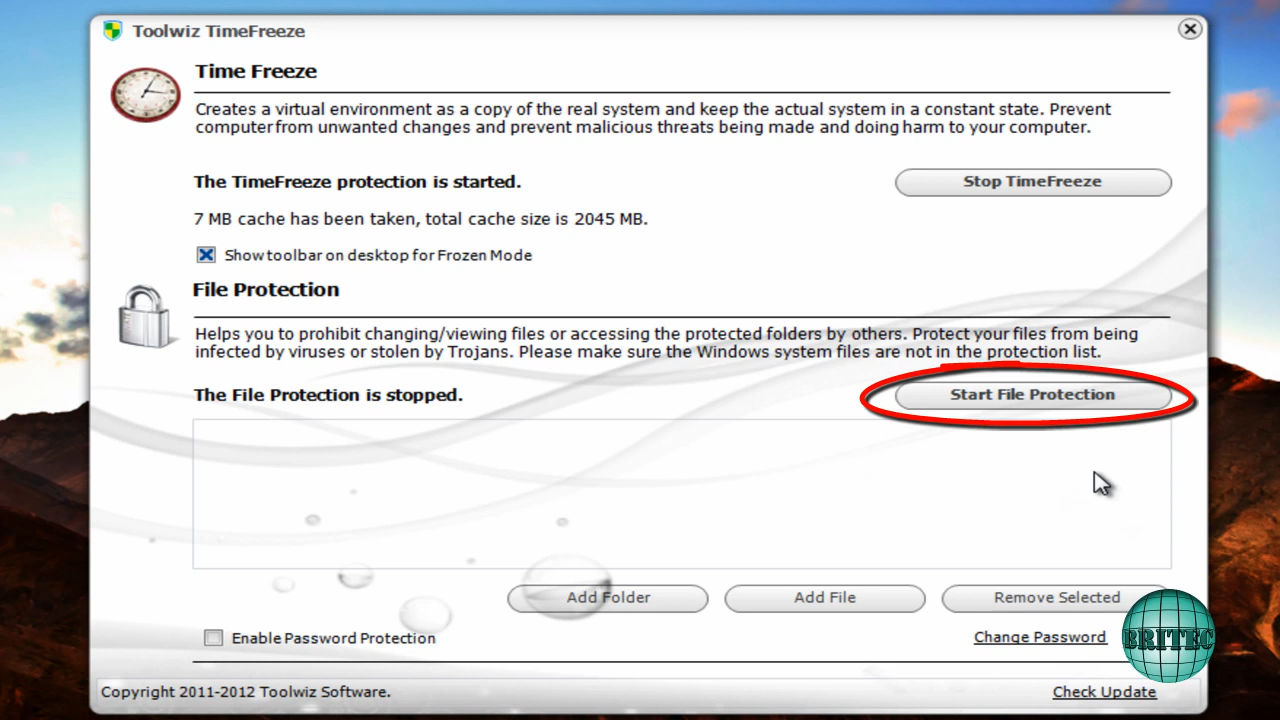 Toolwiz TimeFreeze
Time Freeze
Creates a virtual environment as a copy of the real system and keep the actual system in a constant state. Prevent
computer from unwanted changes and prevent malicious threats being made and doing harm to your computer.
The TimeFreeze protection is started.
Stop TimeFreeze
7 MB cache has been taken, total cache size is 2045 MB.
Show toolbar on desktop for Frozen Mode
File Protection
Helps you to prohibit changing/viewing files or accessing the protected folders by others. Protect your files from being
infected by viruses or stolen by Trojans. Please make sure the Windows system files are not in the protection list.
The File Protection is stopped.
Start File Protection
Add Folder
Add File
Remove Selected
Enable Password Protection
Change Password
BRITEC
Copyright 2011-2012 Toolwiz Software.
Check Update